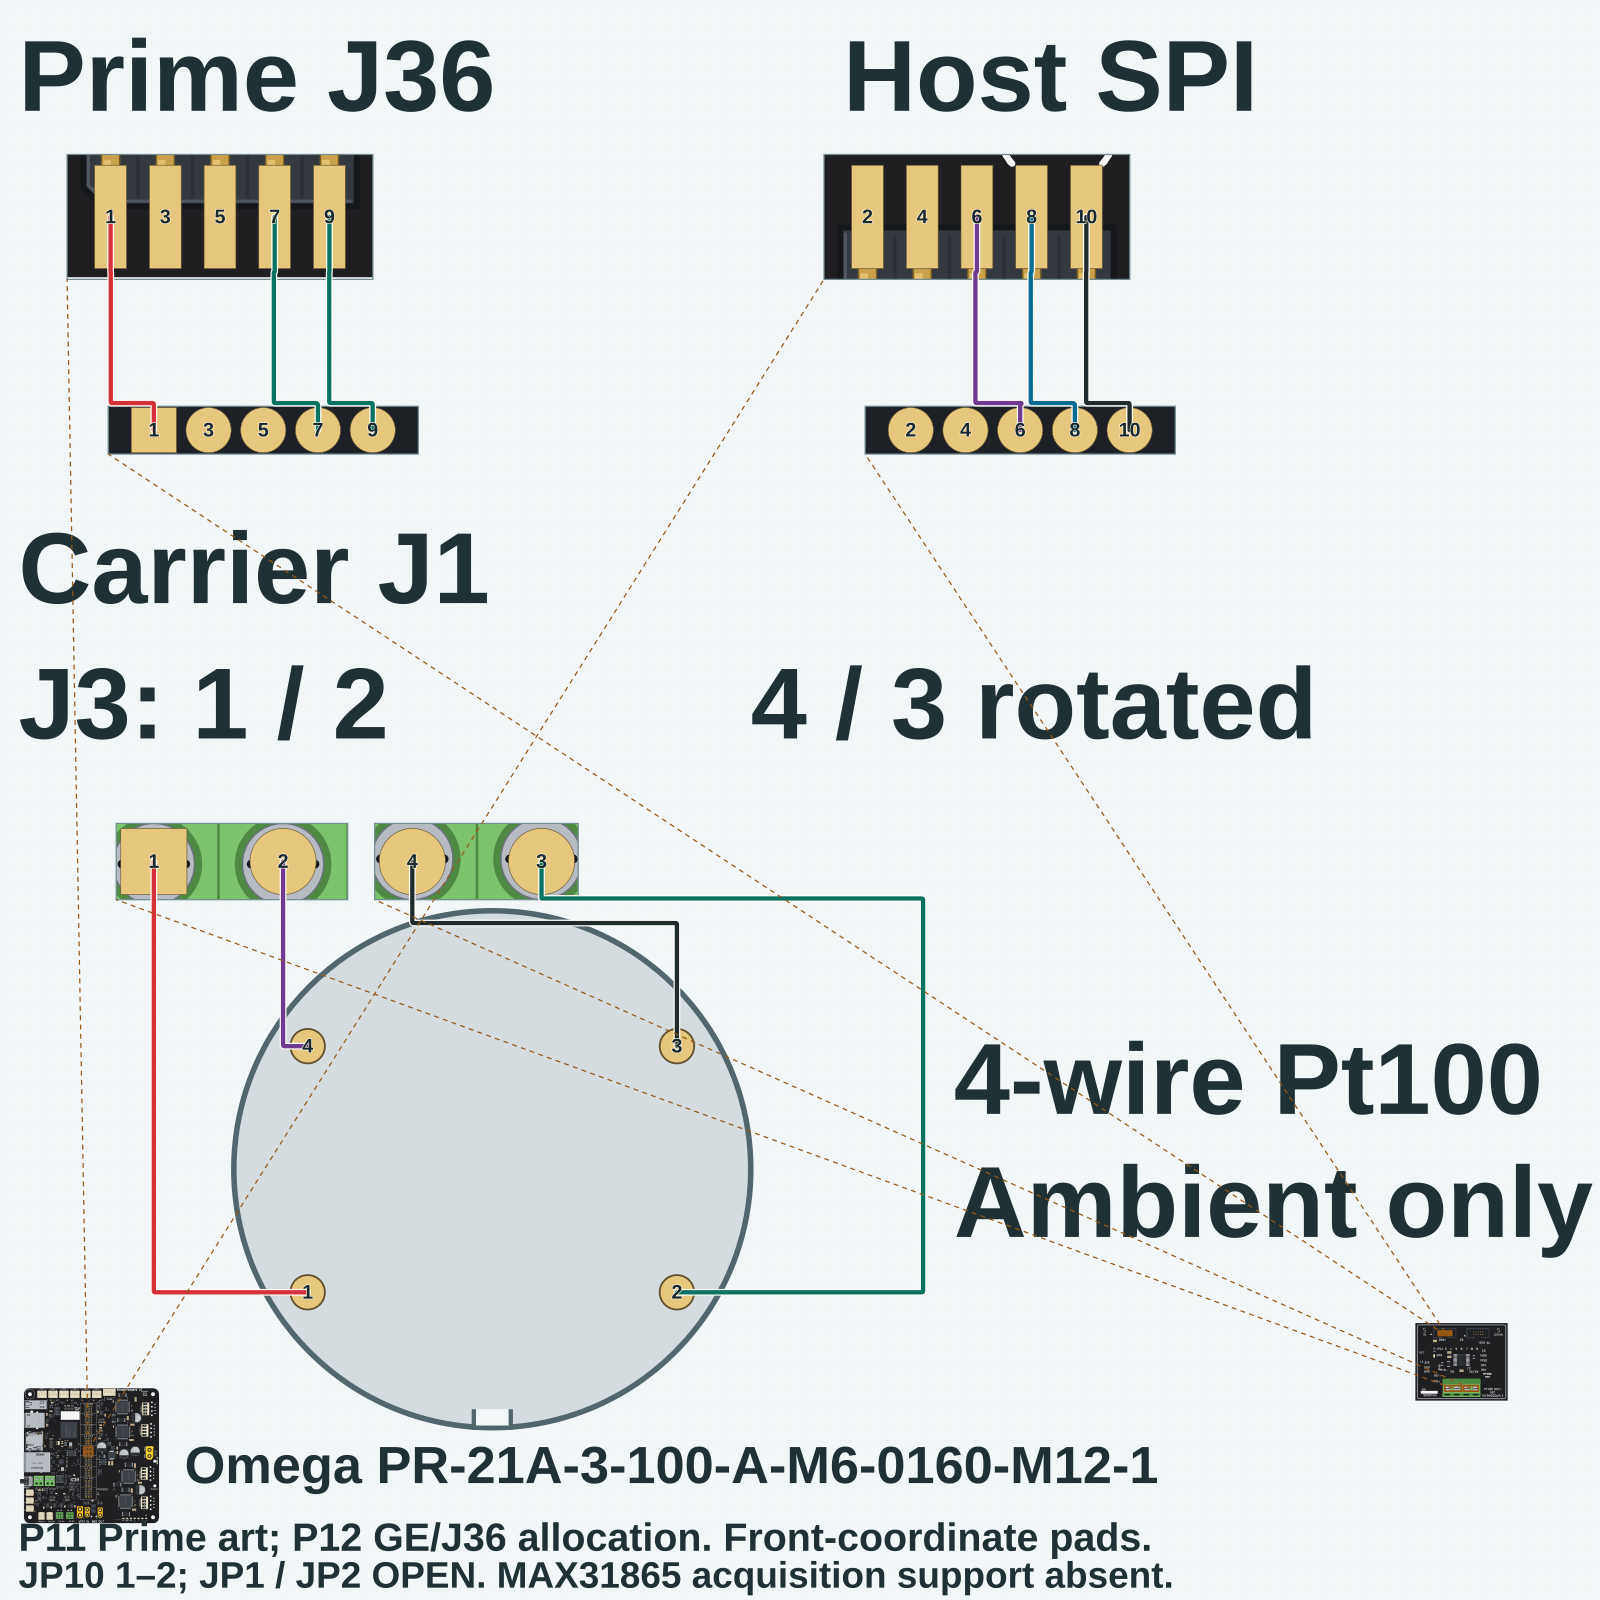 Prime J36
Host SPI
1 3 5 7 9
2 4 6 8 10
1 3 5 7 9
2 4 6 8 10
Carrier J1
J3: 1 / 2
4 / 3 rotated
1 2 4 3
4 3
4-wire Pt100
Ambient only
1 2
Omega PR-21A-3-100-A-M6-0160-M12-1
P11 Prime art; P12 GE/J36 allocation. Front-coordinate pads.
JP10 1–2; JP1 / JP2 OPEN. MAX31865 acquisition support absent.